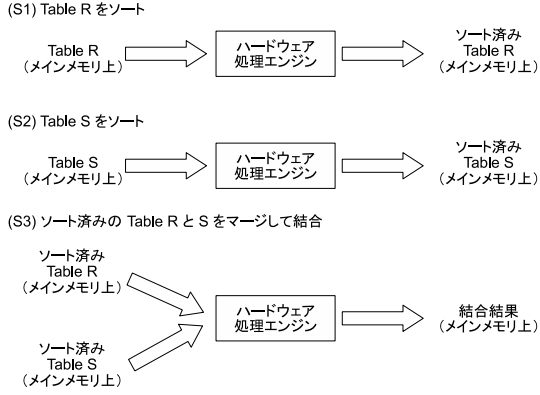 (S1) Table R をソート
Table R
(メインメモリ上)
ハードウェア
処理エンジン
ソート済み
Table R
(メインメモリ上)
(S2) Table S をソート
Table S
(メインメモリ上)
ハードウェア
処理エンジン
ソート済み
Table S
(メインメモリ上)
(S3) ソート済みの Table R と S をマージして結合
ソート済み
Table R
(メインメモリ上)
ソート済み
Table S
(メインメモリ上)
ハードウェア
処理エンジン
結合結果
(メインメモリ上)